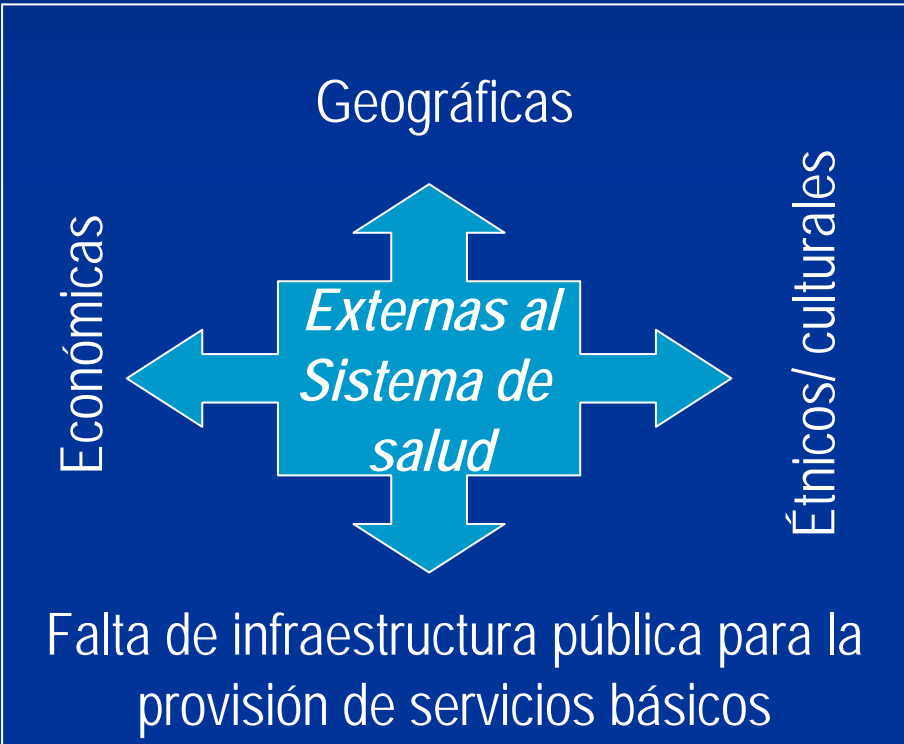 Geográficas
Económicas
Externas al
Sistema de
salud
Étnicos/ culturales
Falta de infraestructura pública para la
provisión de servicios básicos